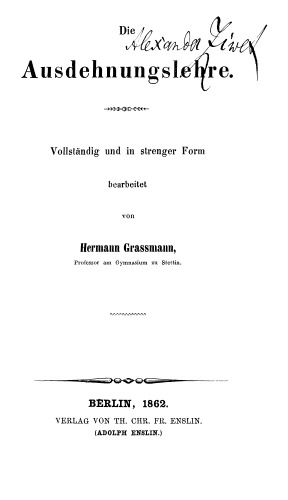 Die
Alexander Ziwet
Ausdehnungslehre.
Vollständig und in strenger Form
bearbeitet
von
Hermann Grassmann,
Professor am Gymnasium zu Stettin.
BERLIN, 1862.
VERLAG VON TH. CHR. FR. ENSLIN.
(ADOLPH ENSLIN.)